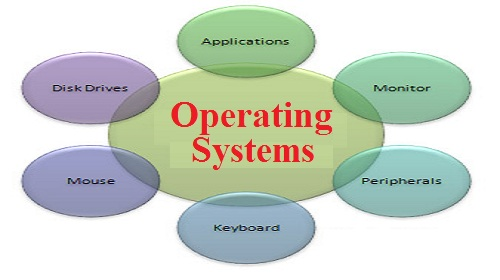 Applications
Disk Drives
Monitor
Operating
Systems
Mouse
Peripherals
Keyboard